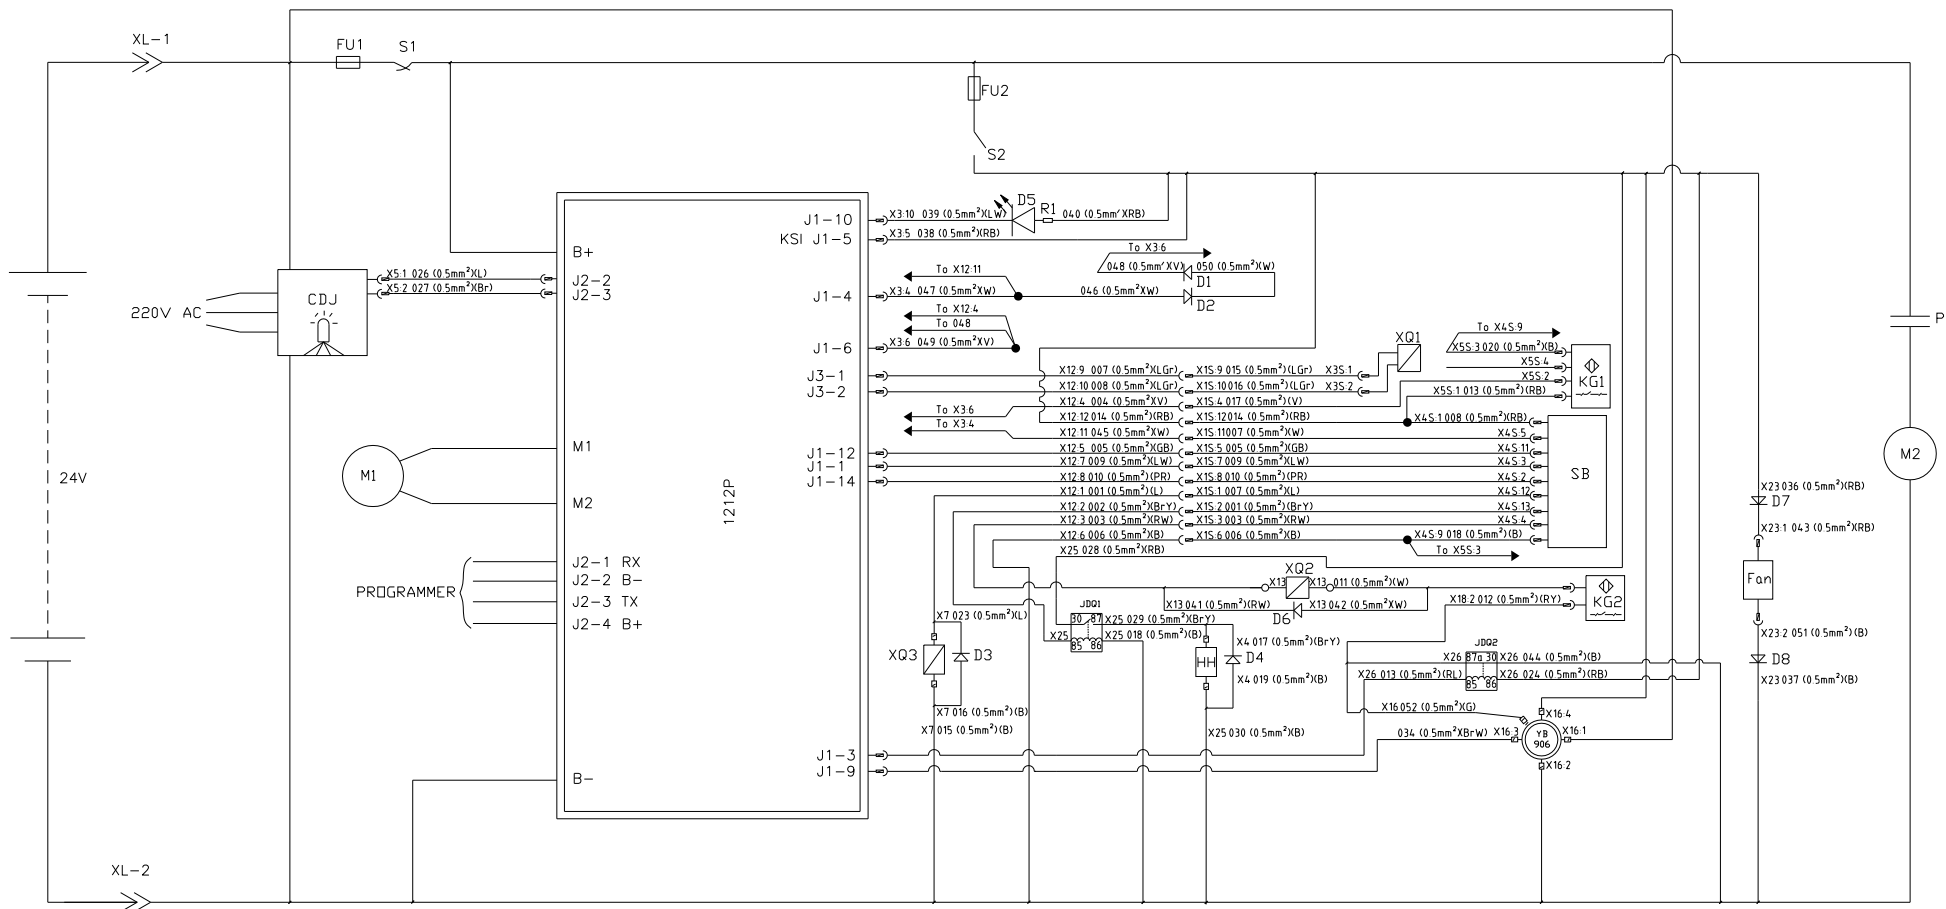 XL-1
FU1
S1
FU2
S2
D5
R1
J1-10
X3:10 039 (0.5mm²)(LW)
040 (0.5mm²)(RB)
KSI J1-5
X3:5 038 (0.5mm²)(RB)
B+
To X3:6
048 (0.5mm²)(V)
050 (0.5mm²)(W)
D1
X5:1 026 (0.5mm²)(L)
J2-2
X5:2 027 (0.5mm²)(Br)
J2-3
To X12:11
J1-4
X3:4 047 (0.5mm²)(W)
046 (0.5mm²)(W)
D2
CDJ
220V AC
To X12:4
To 048
J1-6
X3:6 049 (0.5mm²)(V)
P
XQ1
To X4S:9
X5S:3 020 (0.5mm²)(B)
X5S:4
X5S:2
X5S:1 013 (0.5mm²)(RB)
KG1
J3-1
X12:9 007 (0.5mm²)(LGr)
X1S:9 015 (0.5mm²)(LGr)
X3S:1
J3-2
X12:10 008 (0.5mm²)(LGr)
X1S:10 016 (0.5mm²)(LGr)
X3S:2
X12:4 004 (0.5mm²)(V)
X1S:4 017 (0.5mm²)(V)
To X3:6
X12:12 014 (0.5mm²)(RB)
X1S:12 014 (0.5mm²)(RB)
X4S:1 008 (0.5mm²)(RB)
To X3:4
X12:11 045 (0.5mm²)(W)
X1S:11 007 (0.5mm²)(W)
X4S:5
M1
J1-12
X12:5 005 (0.5mm²)(GB)
X1S:5 005 (0.5mm²)(GB)
X4S:11
J1-1
X12:7 009 (0.5mm²)(LW)
X1S:7 009 (0.5mm²)(LW)
X4S:3
J1-14
X12:8 010 (0.5mm²)(PR)
X1S:8 010 (0.5mm²)(PR)
X4S:2
SB
M2
M1
24V
X12:1 001 (0.5mm²)(L)
X1S:1 007 (0.5mm²)(L)
X4S:12
M2
1212P
X12:2 002 (0.5mm²)(BrY)
X1S:2 001 (0.5mm²)(BrY)
X4S:13
X12:3 003 (0.5mm²)(RW)
X1S:3 003 (0.5mm²)(RW)
X4S:4
X12:6 006 (0.5mm²)(B)
X1S:6 006 (0.5mm²)(B)
X4S:9 018 (0.5mm²)(B)
X23 036 (0.5mm²)(RB)
D7
X23:1 043 (0.5mm²)(RB)
X25 028 (0.5mm²)(RB)
To X5S:3
J2-1 RX
J2-2 B-
J2-3 TX
J2-4 B+
PROGRAMMER
XQ2
X13
X13 011 (0.5mm²)(W)
Fan
KG2
X13 041 (0.5mm²)(RW)
D6
X13 042 (0.5mm²)(W)
X18:2 012 (0.5mm²)(RY)
JDQ1
X7 023 (0.5mm²)(L)
30 87
X25 029 (0.5mm²)(BrY)
X25
X25 018 (0.5mm²)(B)
85 86
X4 017 (0.5mm²)(BrY)
X23:2 051 (0.5mm²)(B)
XQ3
D3
HH
D4
JDQ2
X26 87a 30 X26 044 (0.5mm²)(B)
D8
X4 019 (0.5mm²)(B)
X26 013 (0.5mm²)(RL)
85 86
X26 024 (0.5mm²)(RB)
X23 037 (0.5mm²)(B)
X7 016 (0.5mm²)(B)
X16 052 (0.5mm²)(G)
X16:4
X7 015 (0.5mm²)(B)
X25 030 (0.5mm²)(B)
034 (0.5mm²)(BrW)
X16:3
YB
906
X16:1
J1-3
J1-9
X16:2
B-
XL-2